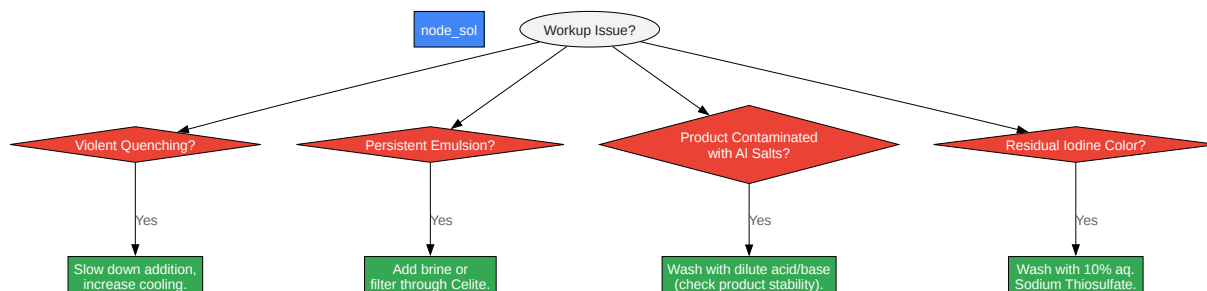 node_sol
Workup Issue?
Violent Quenching?
Persistent Emulsion?
Product Contaminated
with Al Salts?
Residual Iodine Color?
Yes
Yes
Yes
Yes
Slow down addition,
increase cooling.
Add brine or
filter through Celite.
Wash with dilute acid/base
(check product stability).
Wash with 10% aq.
Sodium Thiosulfate.